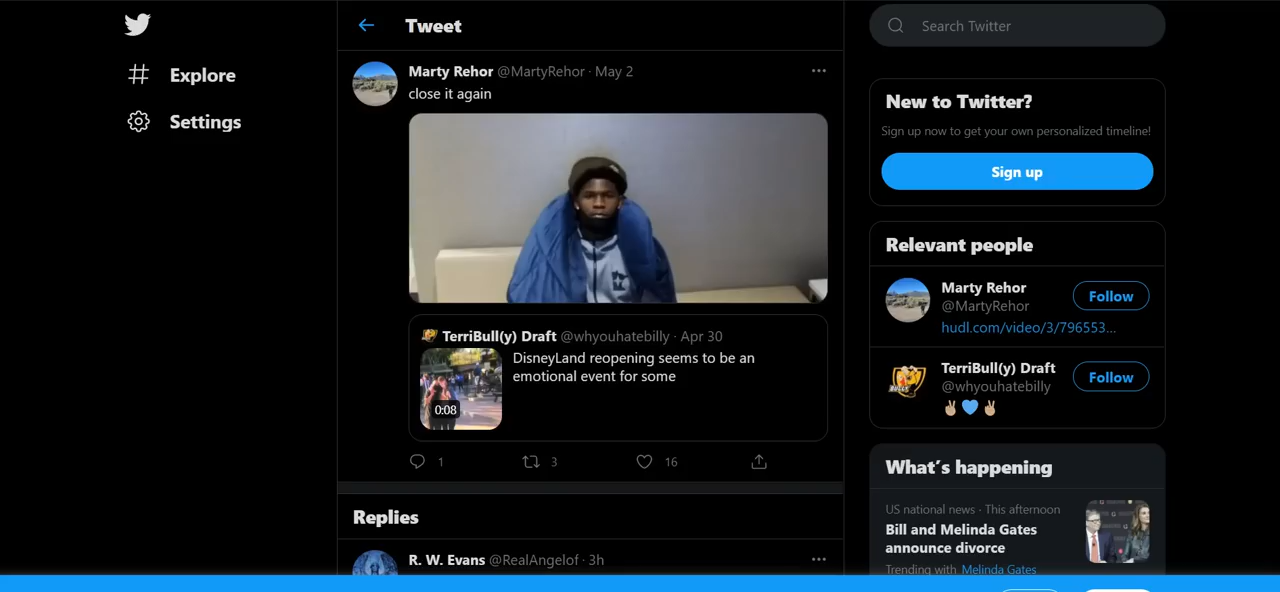 Tweet
Search Twitter
Explore
Settings
Marty Rehor @MartyRehor · May 2
close it again
TerriBull(y) Draft @whyouhatebilly · Apr 30
DisneyLand reopening seems to be an
emotional event for some
0:08
1 3 16
Replies
R. W. Evans @RealAngelof · 3h
New to Twitter?
Sign up now to get your own personalized timeline!
Sign up
Relevant people
Marty Rehor
@MartyRehor
Follow
hudl.com/video/3/796553...
TerriBull(y) Draft
@whyouhatebilly
Follow
✌🏼💙✌🏼
What's happening
US national news · This afternoon
Bill and Melinda Gates
announce divorce
Trending with Melinda Gates